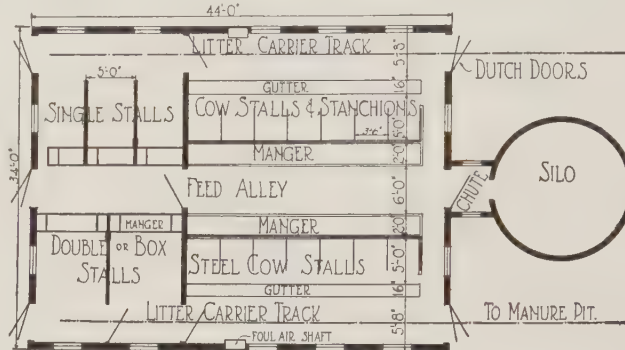 44'-0"
LITTER CARRIER TRACK
5'-8"
DUTCH DOORS
5'-0"
GUTTER
16"
SINGLE STALLS
COW STALLS & STANCHIONS
3'-6"
5'-0"
MANGER
2'-0"
34'-0"
FEED ALLEY
6'-0"
CHUTE
SILO
MANGER
MANGER
2'-0"
DOUBLE OR BOX
STALLS
STEEL COW STALLS
5'-0"
GUTTER
16"
LITTER CARRIER TRACK
5'-8"
TO MANURE PIT.
FOUL AIR SHAFT